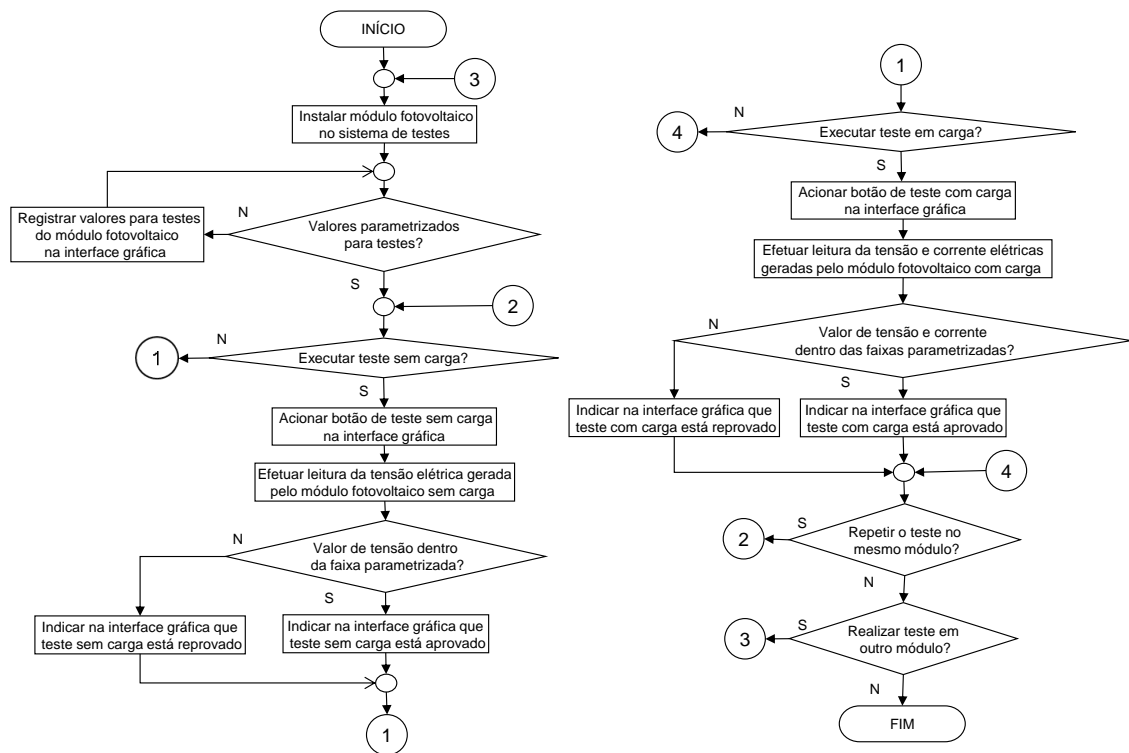 INÍCIO
3
Instalar módulo fotovoltaico
no sistema de testes
Registrar valores para testes
do módulo fotovoltaico
na interface gráfica
N
Valores parametrizados
para testes?
S
2
N
1
Executar teste sem carga?
S
Acionar botão de teste sem carga
na interface gráfica
Efetuar leitura da tensão elétrica gerada
pelo módulo fotovoltaico sem carga
N
Valor de tensão dentro
da faixa parametrizada?
S
Indicar na interface gráfica que
teste sem carga está reprovado
Indicar na interface gráfica que
teste sem carga está aprovado
1
1
N
4
Executar teste em carga?
S
Acionar botão de teste com carga
na interface gráfica
Efetuar leitura da tensão e corrente elétricas
geradas pelo módulo fotovoltaico com carga
N
Valor de tensão e corrente
dentro das faixas parametrizadas?
S
Indicar na interface gráfica que
teste com carga está reprovado
Indicar na interface gráfica que
teste com carga está aprovado
4
S
2
Repetir o teste no
mesmo módulo?
N
S
3
Realizar teste em
outro módulo?
N
FIM